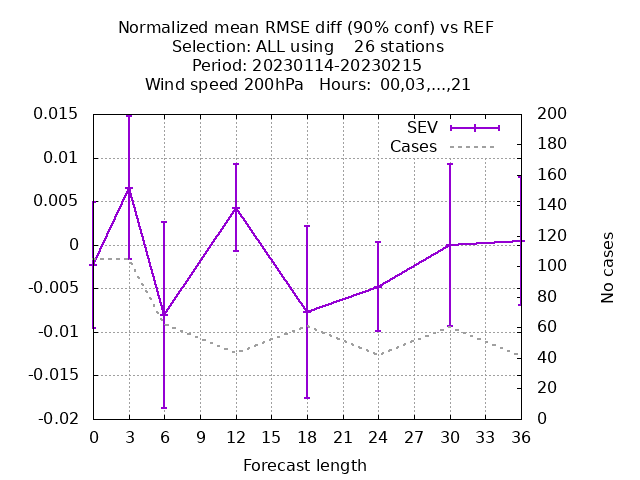 Normalized mean RMSE diff (90% conf) vs REF
Selection: ALL using    26 stations
Period: 20230114-20230215
Wind speed 200hPa   Hours:  00,03,...,21
SEV
Cases
0.015
0.01
0.005
0
-0.005
-0.01
-0.015
-0.02
200
180
160
140
120
100
80
60
40
20
0
No cases
0 3 6 9 12 15 18 21 24 27 30 33 36
Forecast length